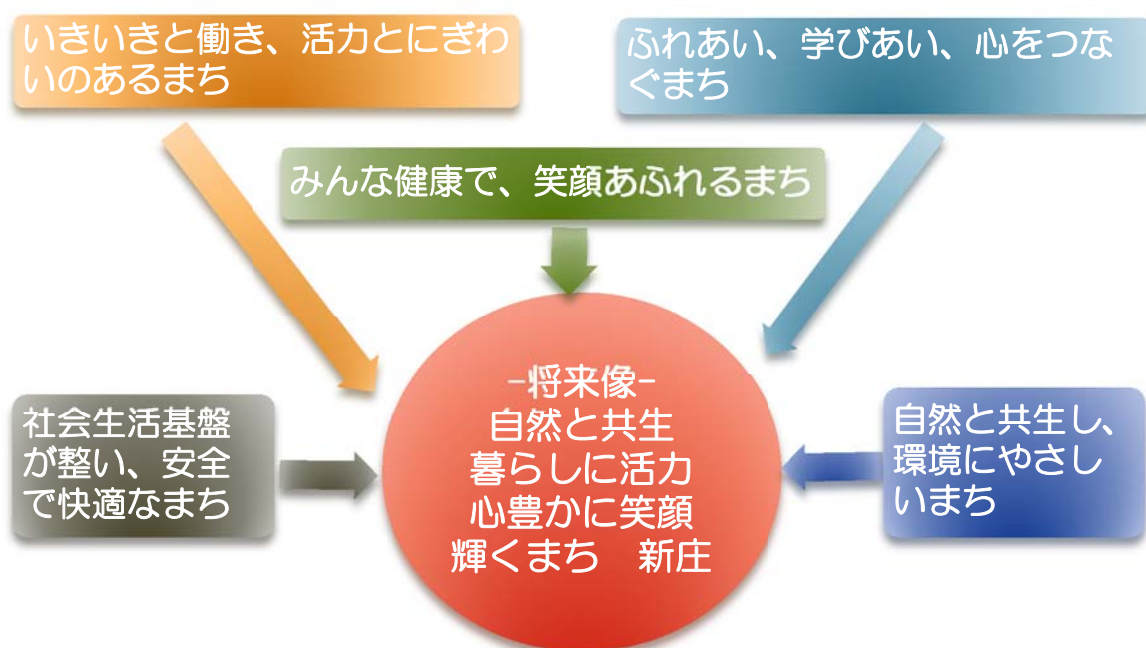 いきいきと働き、活力とにぎわ
いのあるまち
ふれあい、学びあい、心をつな
ぐまち
みんな健康で、笑顔あふれるまち
社会生活基盤
が整い、安全
で快適なまち
-将来像-
自然と共生
暮らしに活力
心豊かに笑顔
輝くまち　新庄
自然と共生し、
環境にやさし
いまち